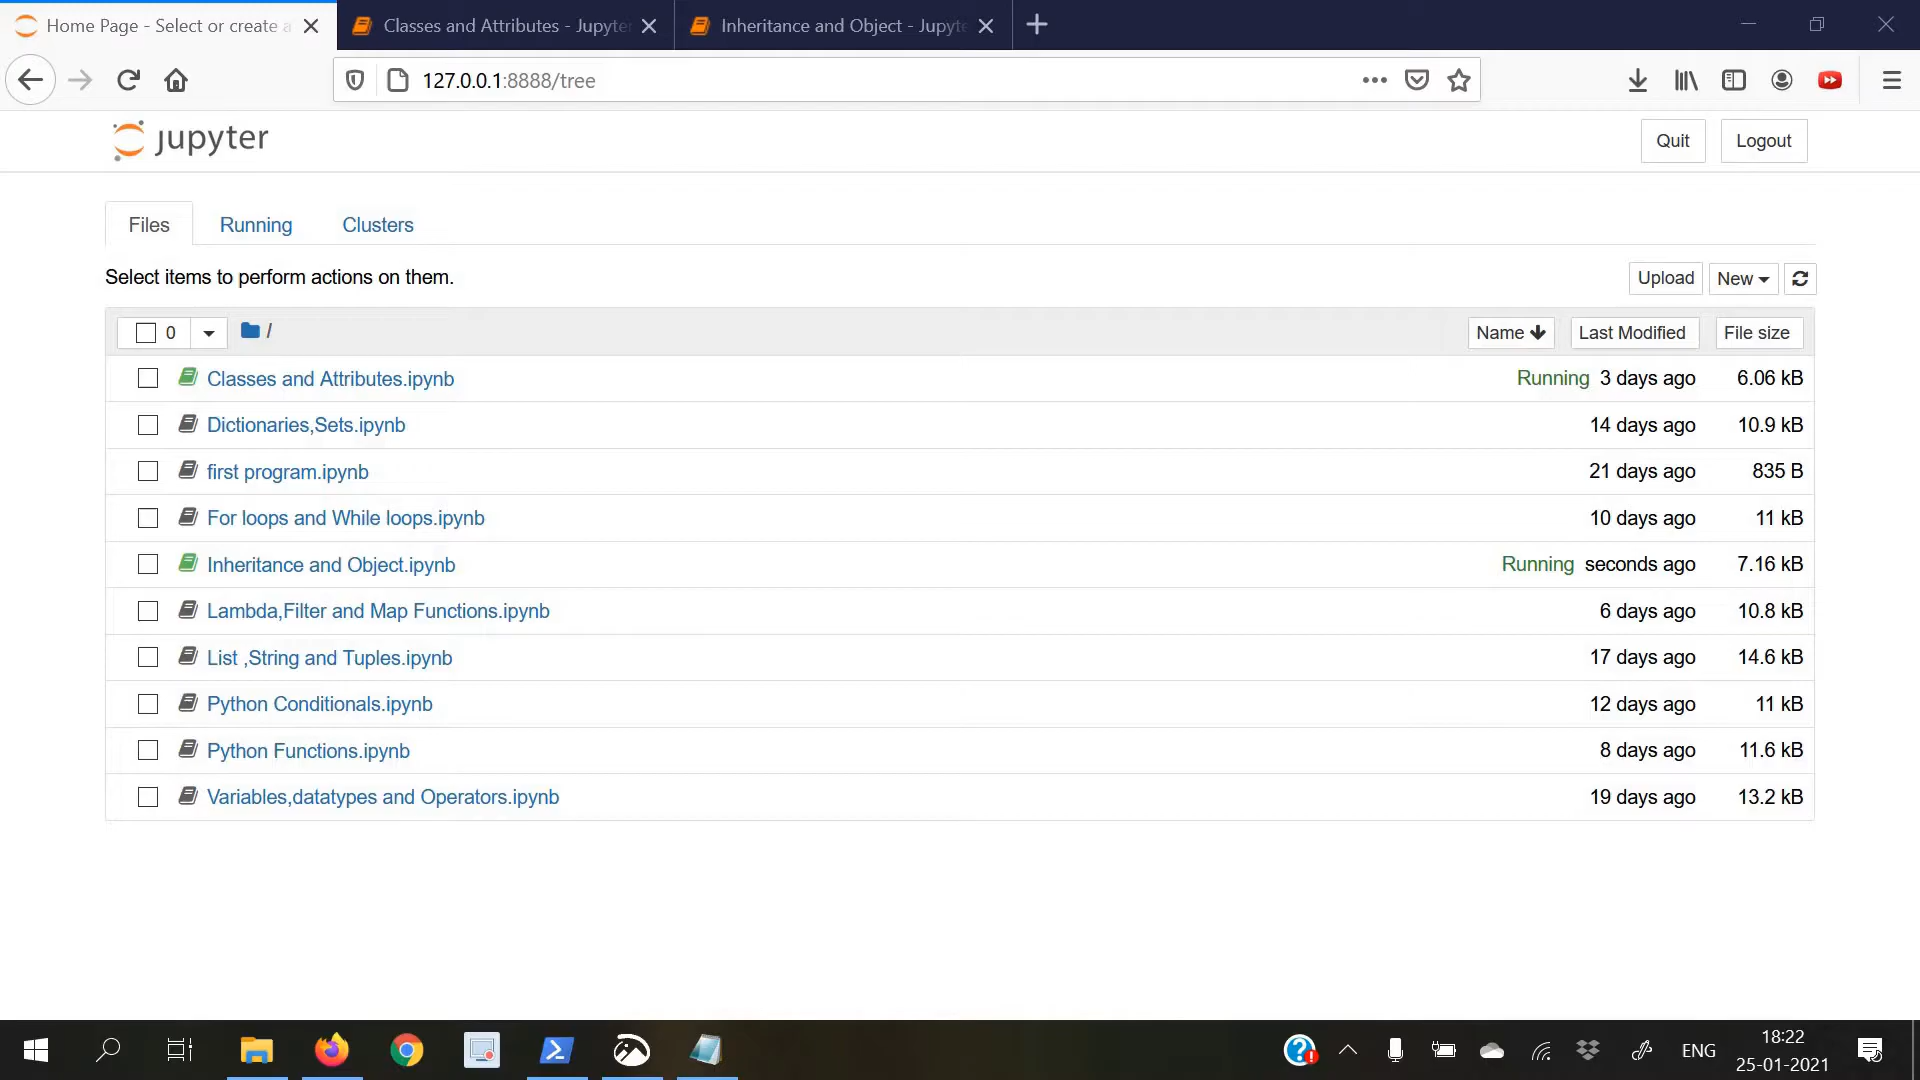 Home Page - Select or create a
Classes and Attributes - Jupyter
Inheritance and Object - Jupyte
127.0.0.1:8888/tree
jupyter
Quit
Logout
Files
Running
Clusters
Select items to perform actions on them.
Upload
New
0
/
Name
Last Modified
File size
Classes and Attributes.ipynb
Running 3 days ago
6.06 kB
Dictionaries,Sets.ipynb
14 days ago
10.9 kB
first program.ipynb
21 days ago
835 B
For loops and While loops.ipynb
10 days ago
11 kB
Inheritance and Object.ipynb
Running seconds ago
7.16 kB
Lambda,Filter and Map Functions.ipynb
6 days ago
10.8 kB
List ,String and Tuples.ipynb
17 days ago
14.6 kB
Python Conditionals.ipynb
12 days ago
11 kB
Python Functions.ipynb
8 days ago
11.6 kB
Variables,datatypes and Operators.ipynb
19 days ago
13.2 kB
ENG
18:22
25-01-2021